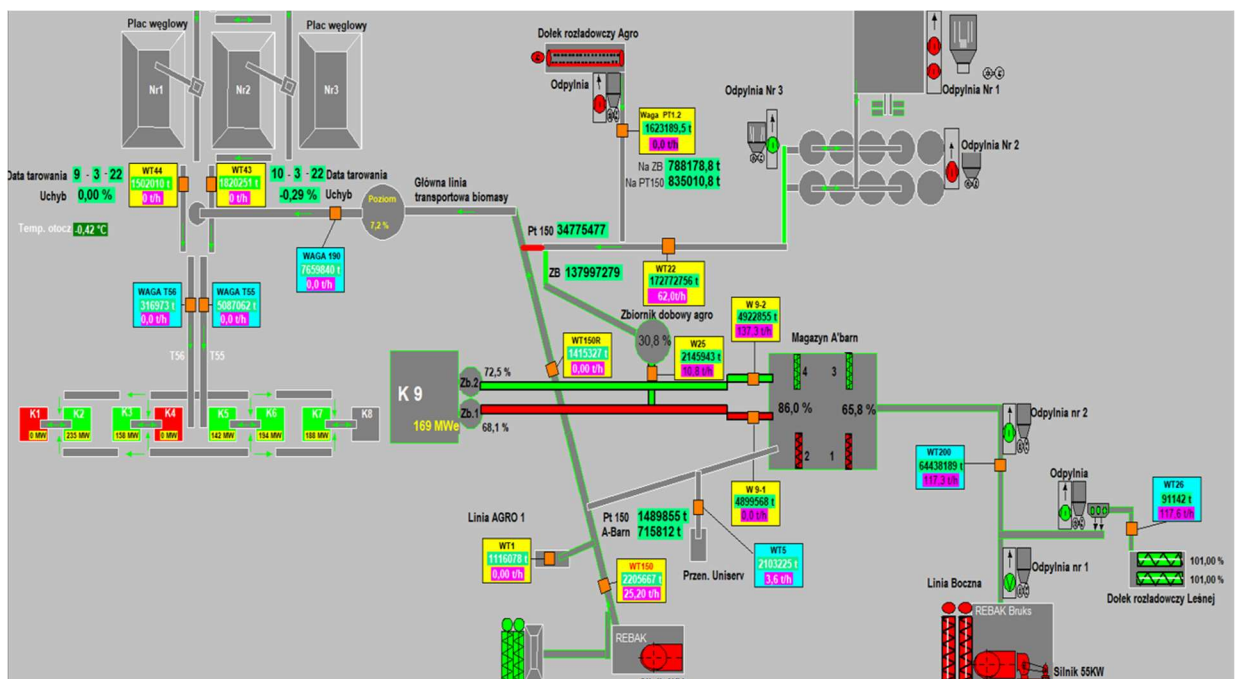 Plac węglowy
Plac węglowy
Nr1
Nr2
Nr3
Dołek rozładowczy Agro
Odpylnia
Odpylnia Nr 3
Odpylnia Nr 1
Odpylnia Nr 2
Waga PT1.2
1623189,5 t
0,0 t/h
Na ZB 788178,8 t
Na PT150 835010,8 t
Data tarowania 9 - 3 - 22
Uchyb 0,00 %
WT44
1502010 t
0 t/h
WT43
1820251 t
0 t/h
10 - 3 - 22 Data tarowania
-0,29 % Uchyb
Temp. otocz -0,42 °C
Poziom
7,2 %
Główna linia
transportowa biomasy
Pt 150 34775477
ZB 137997279
WAGA 190
7659840 t
0,0 t/h
WT22
172772756 t
62,0t/h
WAGA T56
316973 t
0,0 t/h
WAGA T55
5087062 t
0,0 t/h
T56
T55
Zbiornik dobowy agro
30,8 %
WT150R
1415327 t
0,00 t/h
W25
2145943 t
10,8 t/h
W 9-2
4922855 t
137,3 t/h
Magazyn A'barn
4
3
86,0 %
65,8 %
2
1
K 9
169 MWe
Zb.2
72,5 %
Zb.1
68,1 %
K1
0 MW
K2
235 MW
K3
158 MW
K4
0 MW
K5
142 MW
K6
194 MW
K7
188 MW
K8
W 9-1
4899568 t
0,0 t/h
Odpylnia nr 2
WT200
64438189 t
117,3 t/h
Odpylnia
WT26
91142 t
117,6 t/h
Linia AGRO 1
Pt 150 1489855 t
A-Barn 715812 t
WT1
1116078 t
0,00 t/h
WT5
2103225 t
3,6 t/h
Przen. Uniserv
WT150
2205667 t
25,20 t/h
Odpylnia nr 1
101,00 %
101,00 %
Dołek rozładowczy Leśnej
Linia Boczna
REBAK
REBAK Bruks
Silnik 55KW